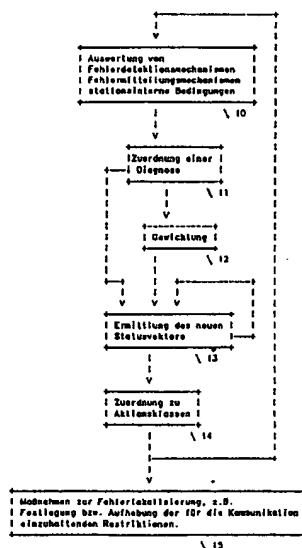 Auswertung von
Fehlerdetektionsmechanismen
Fehlermitteilungsmechanismen
stationsinterne Bedingungen
10
Zuordnung einer
Diagnose
11
Gewichtung
12
Ermittlung des neuen
Statusvektors
13
Zuordnung zu
Aktionsklassen
14
Maßnahmen zur Fehlerlokalisierung, z.B.
Festlegung bzw. Aufhebung der für die Kommunikation
einzuhaltenden Restriktionen.
15